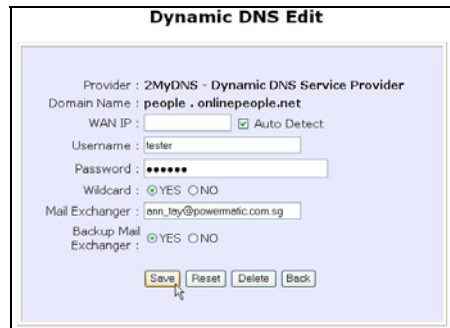 Dynamic DNS Edit
Provider : 2MyDNS - Dynamic DNS Service Provider
Domain Name : people . onlinepeople.net
WAN IP : Auto Detect
Username : tester
Password : ••••••
Wildcard : YES NO
Mail Exchanger : ann_tay@powermatic.com.sg
Backup Mail
Exchanger : YES NO
Save Reset Delete Back